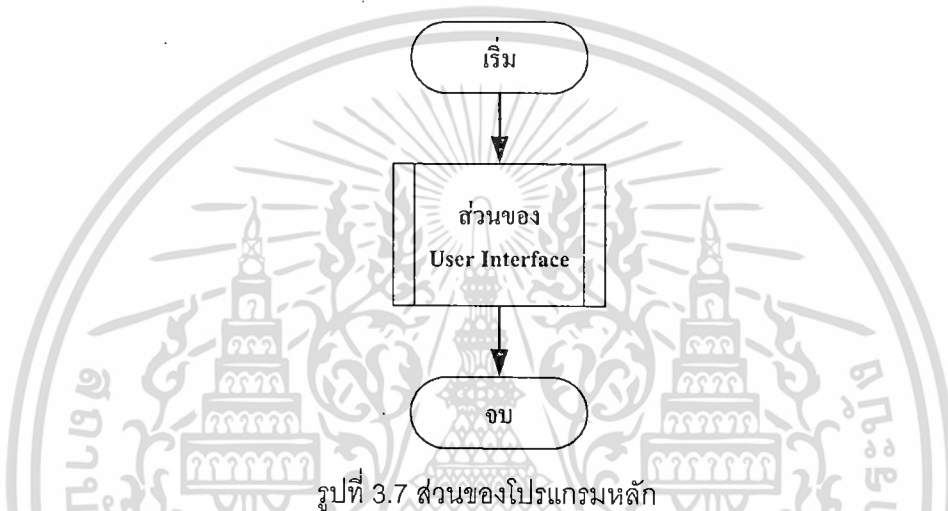 เริ่ม
ส่วนของ
User Interface
จบ
รูปที่ 3.7 ส่วนของโปรแกรมหลัก